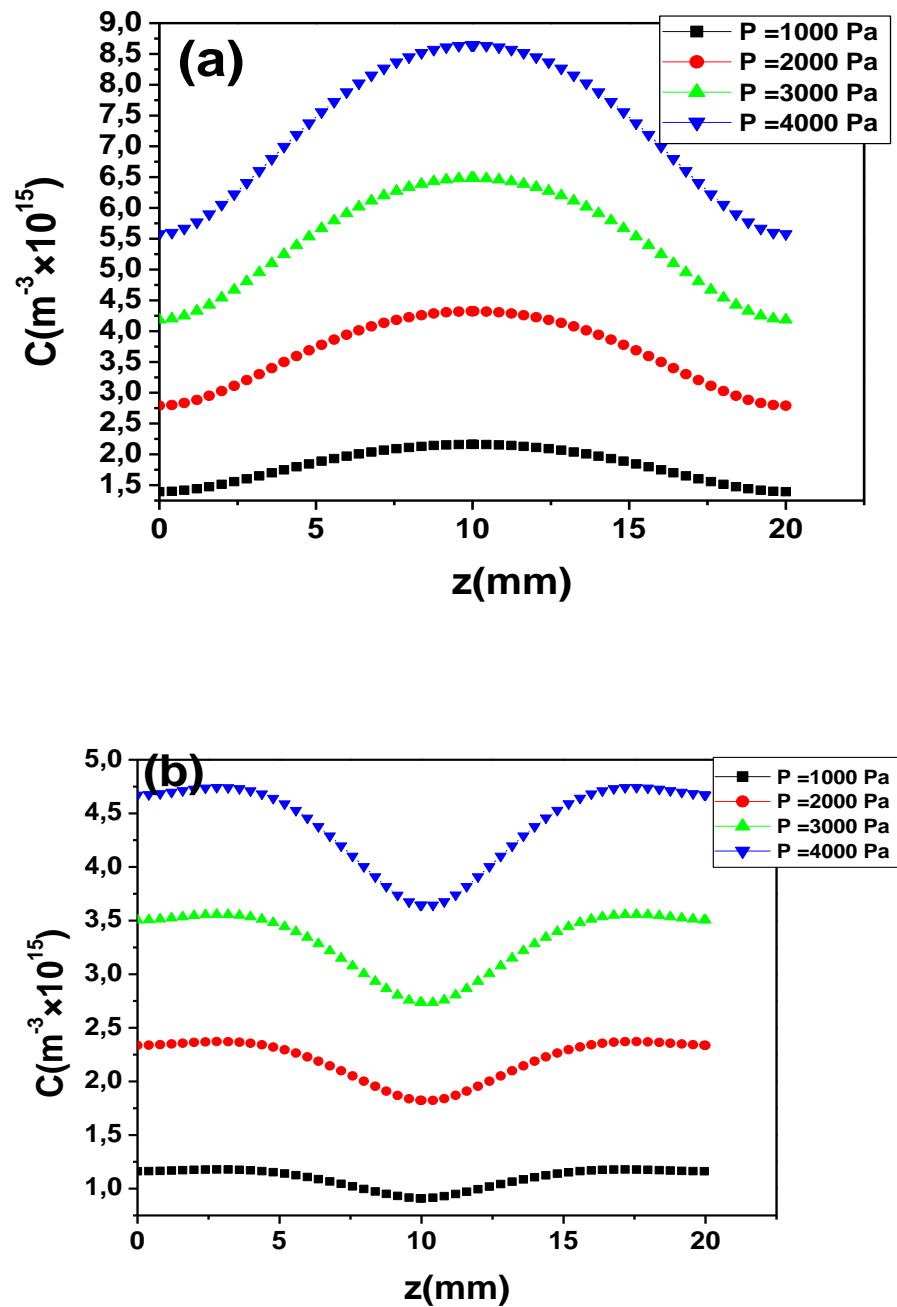 (a)
P =1000 Pa
P =2000 Pa
P =3000 Pa
P =4000 Pa
9,0
8,5
8,0
7,5
7,0
6,5
6,0
5,5
5,0
4,5
4,0
3,5
3,0
2,5
2,0
1,5
C(m⁻³×10¹⁵)
0 5 10 15 20
z(mm)
(b)
P =1000 Pa
P =2000 Pa
P =3000 Pa
P =4000 Pa
5,0
4,5
4,0
3,5
3,0
2,5
2,0
1,5
1,0
C(m⁻³×10¹⁵)
0 5 10 15 20
z(mm)